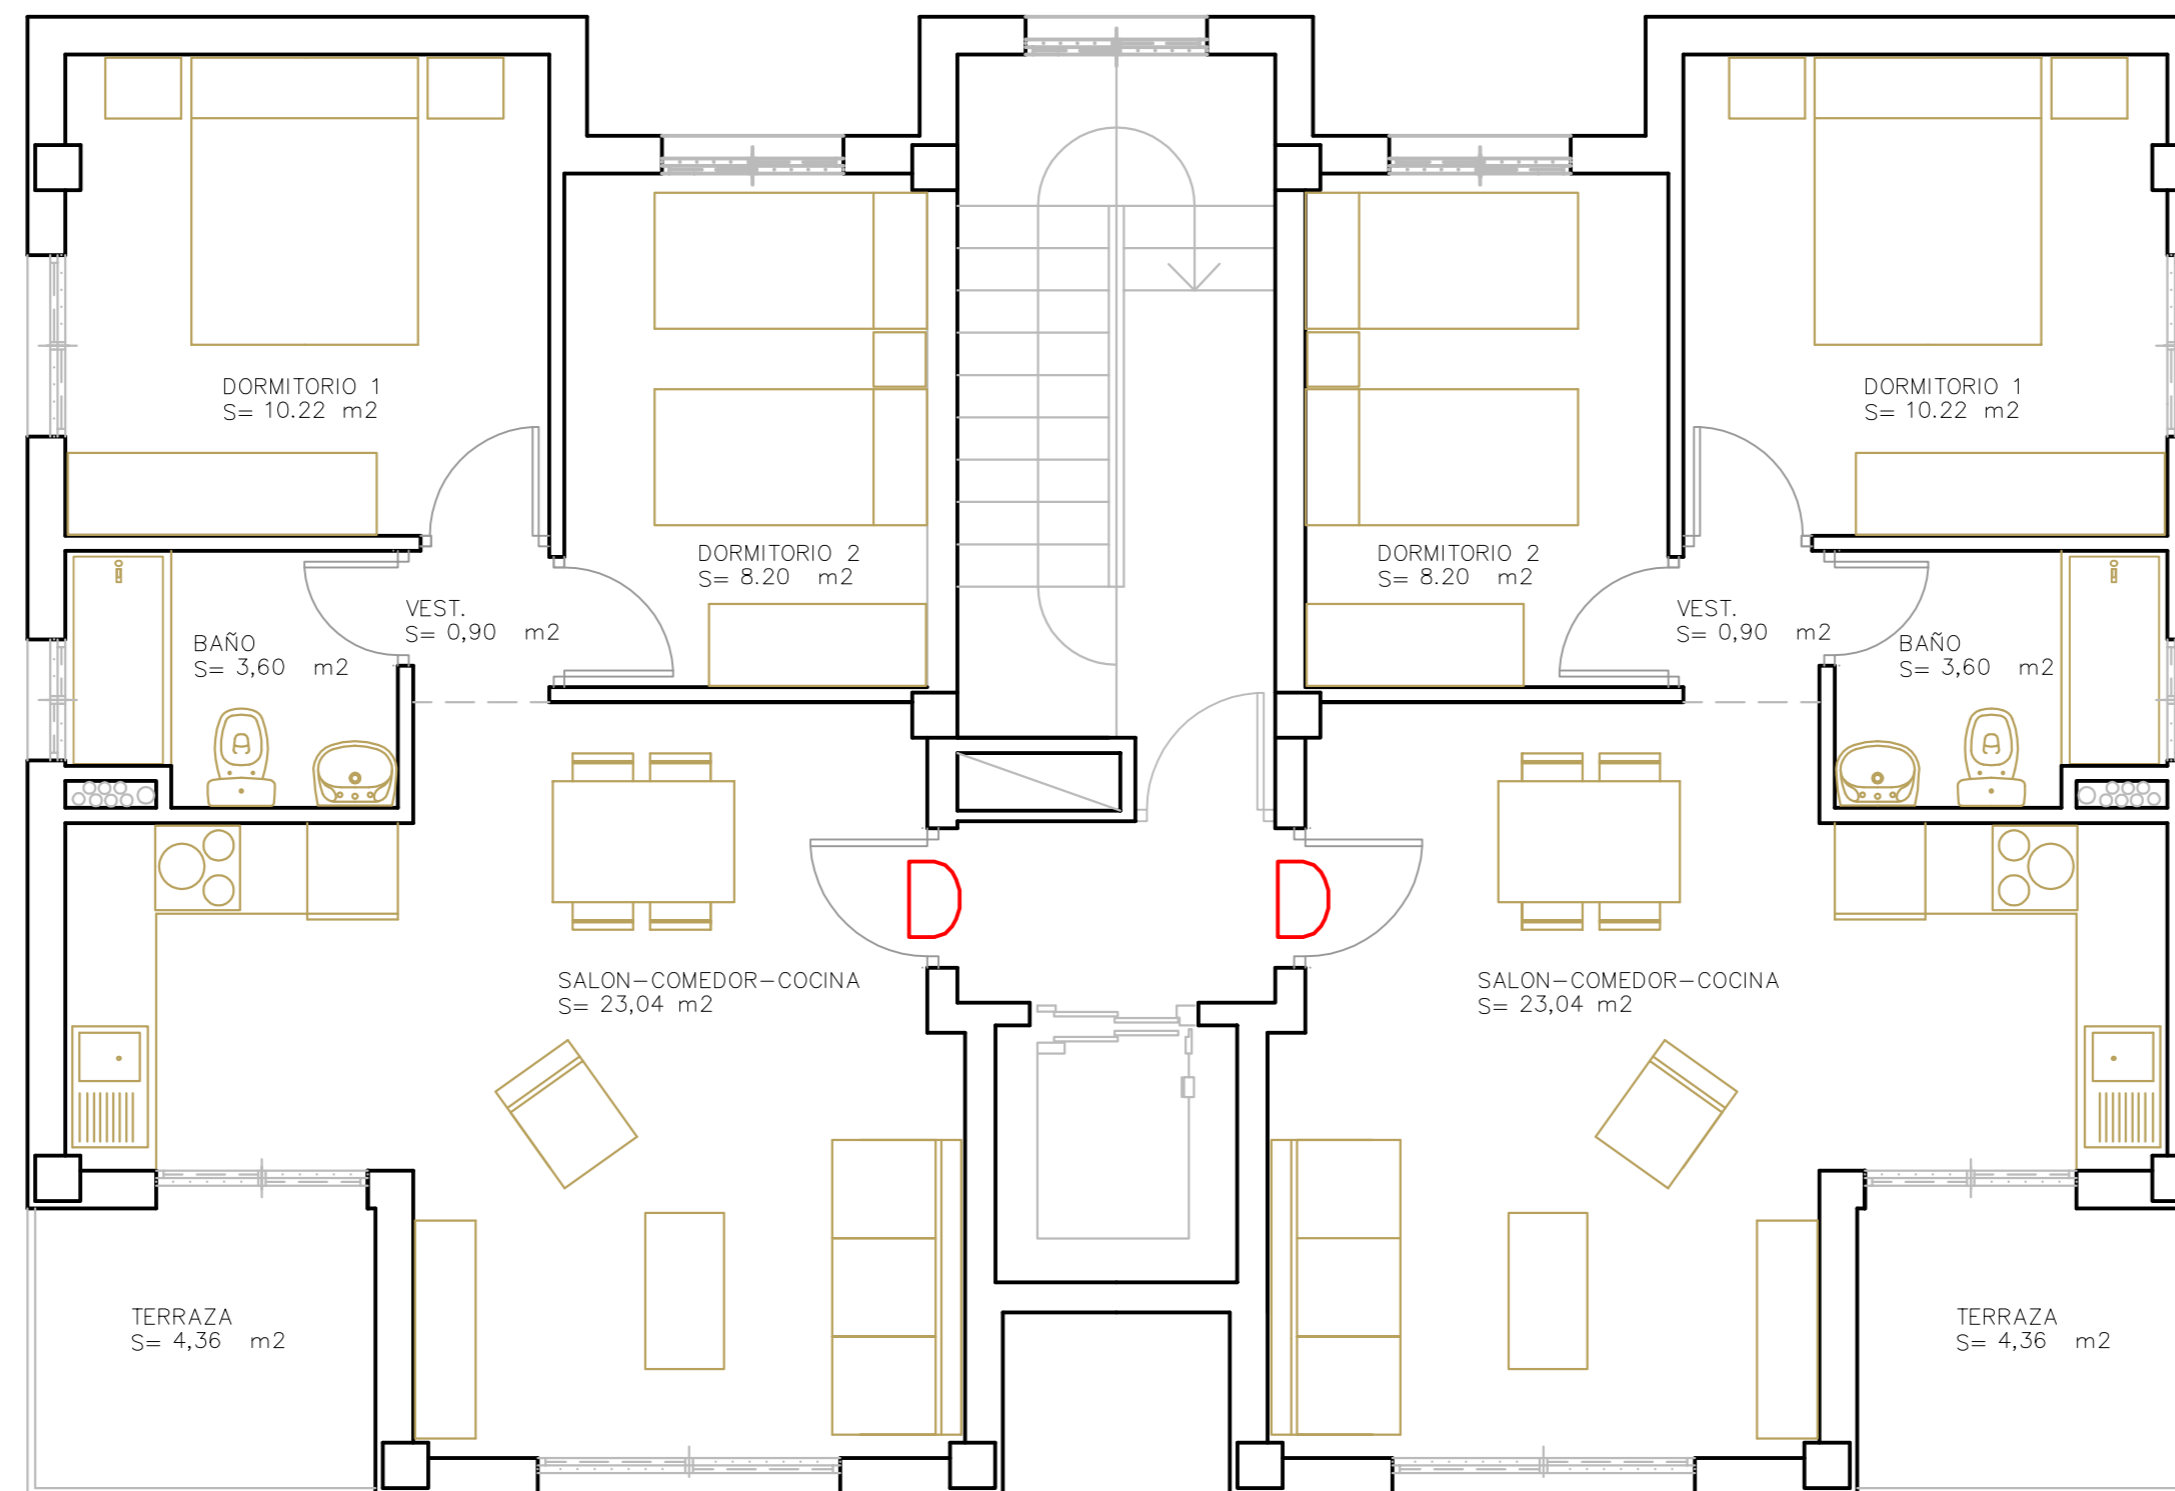 DORMITORIO 1
S= 10.22 m2
DORMITORIO 1
S= 10.22 m2
DORMITORIO 2
S= 8.20 m2
DORMITORIO 2
S= 8.20 m2
VEST.
S= 0,90 m2
VEST.
S= 0,90 m2
BAÑO
S= 3,60 m2
BAÑO
S= 3,60 m2
SALON-COMEDOR-COCINA
S= 23,04 m2
SALON-COMEDOR-COCINA
S= 23,04 m2
TERRAZA
S= 4,36 m2
TERRAZA
S= 4,36 m2
D
D